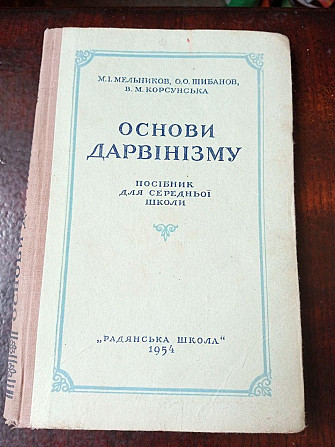 М.І. МЕЛЬНИКОВ, О.О. ШИБАНОВ,
В.М. КОРСУНСЬКА
ОСНОВИ
ДАРВІНІЗМУ
ПОСІБНИК
ДЛЯ СЕРЕДНЬОЇ
ШКОЛИ
„РАДЯНСЬКА ШКОЛА“
1954